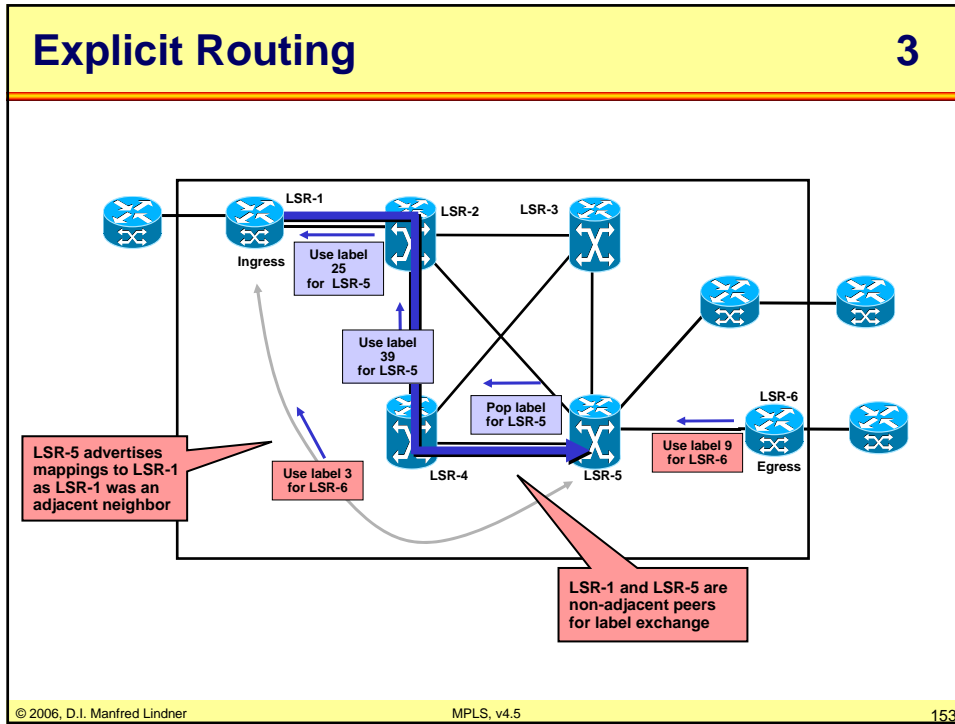 Explicit Routing 3
LSR-1
LSR-2
LSR-3
Ingress
Use label
25
for LSR-5
Use label
39
for LSR-5
Pop label
for LSR-5
LSR-6
Use label 9
for LSR-6
Egress
LSR-5 advertises
mappings to LSR-1
as LSR-1 was an
adjacent neighbor
Use label 3
for LSR-6
LSR-4
LSR-5
LSR-1 and LSR-5 are
non-adjacent peers
for label exchange
© 2006, D.I. Manfred Lindner
MPLS, v4.5
153